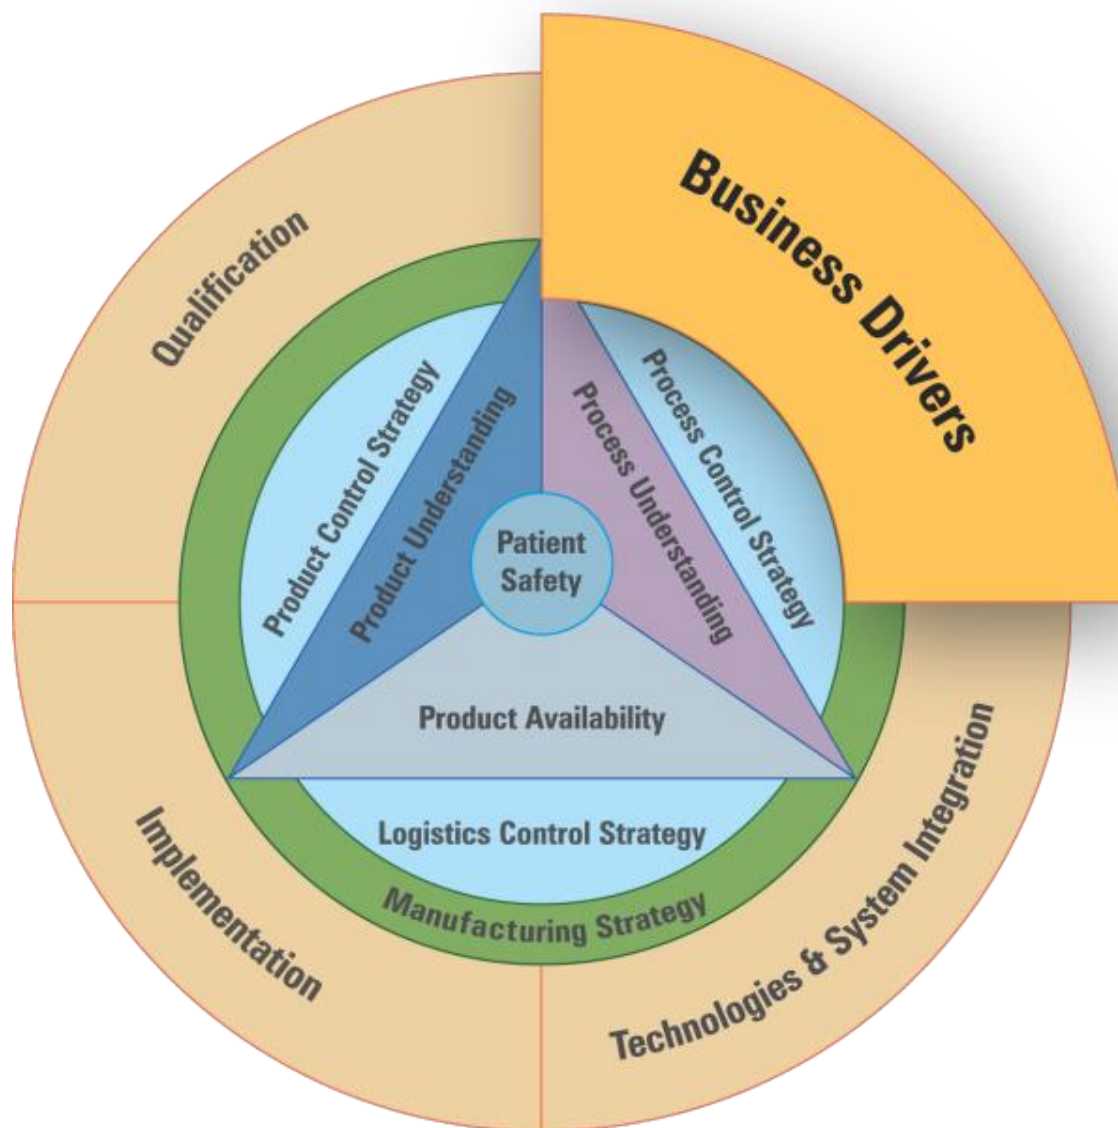 Business Drivers
Qualification
Product Control Strategy
Product Understanding
Process Understanding
Process Control Strategy
Patient
Safety
Product Availability
Logistics Control Strategy
Manufacturing Strategy
Implementation
Technologies & System Integration